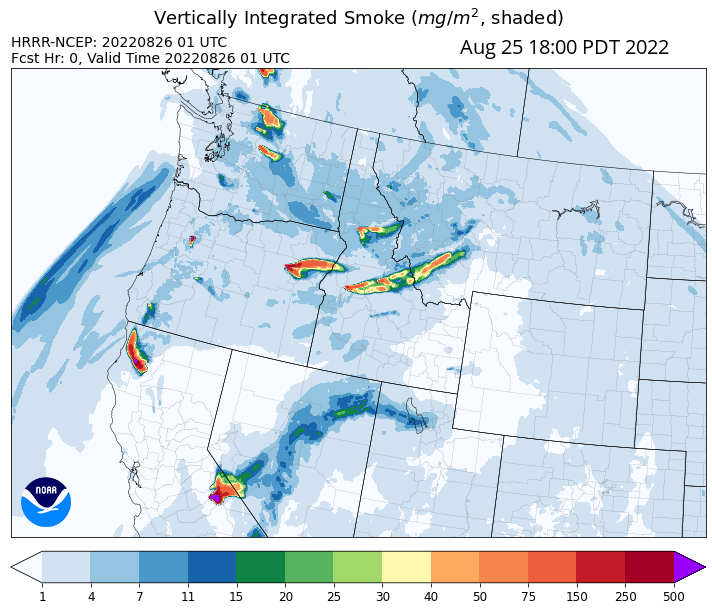 Vertically Integrated Smoke (mg/m², shaded)
HRRR-NCEP: 20220826 01 UTC
Fcst Hr: 0, Valid Time 20220826 01 UTC
Aug 25 18:00 PDT 2022
NOAA
1 4 7 11 15 20 25 30 40 50 75 150 250 500